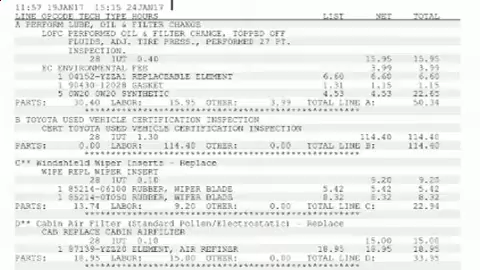 11:57 19JAN17 15:15 24JAN17
LINE OPCODE TECH TYPE HOURS LIST NET TOTAL
A PERFORM LUBE, OIL & FILTER CHANGE
LOFC PERFORMED OIL & FILTER CHANGE, TOPPED OFF
FLUIDS, ADJ. TIRE PRESS., PERFORMED 27 PT.
INSPECTION.
28 IUT 0.40 15.95 15.95
EC ENVIRONMENTAL FEE 3.99 3.99
1 04152-YZZA1 REPLACEABLE ELEMENT 6.60 6.60 6.60
1 90430-12028 GASKET 1.31 1.15 1.15
5 0W20 0W20 SYNTHETIC 4.53 4.53 22.65
PARTS: 30.40 LABOR: 15.95 OTHER: 3.99 TOTAL LINE A: 50.34
****************************************************
B TOYOTA USED VEHICLE CERTIFICATION INSPECTION
CERT TOYOTA USED VEHICLE CERTIFICATION INSPECTION
28 IUT 1.30 114.40 114.40
PARTS: 0.00 LABOR: 114.40 OTHER: 0.00 TOTAL LINE B: 114.40
****************************************************
C** Windshield Wiper Inserts - Replace
WIPE REPL WIPER INSERT
28 IUT 0.10 9.20 9.20
1 85214-06100 RUBBER, WIPER BLADE 5.42 5.42 5.42
1 85214-0T050 RUBBER, WIPER BLADE 8.32 8.32 8.32
PARTS: 13.74 LABOR: 9.20 OTHER: 0.00 TOTAL LINE C: 22.94
****************************************************
D** Cabin Air Filter (Standard Pollen/Electrostatic) - Replace
CAB REPLACE CABIN AIRFILTER
28 IUT 0.10 15.00 15.00
1 87139-YZZ20 ELEMENT, AIR REFINER 18.95 18.95 18.95
PARTS: 18.95 LABOR: 15.00 OTHER: 0.00 TOTAL LINE D: 33.95
****************************************************